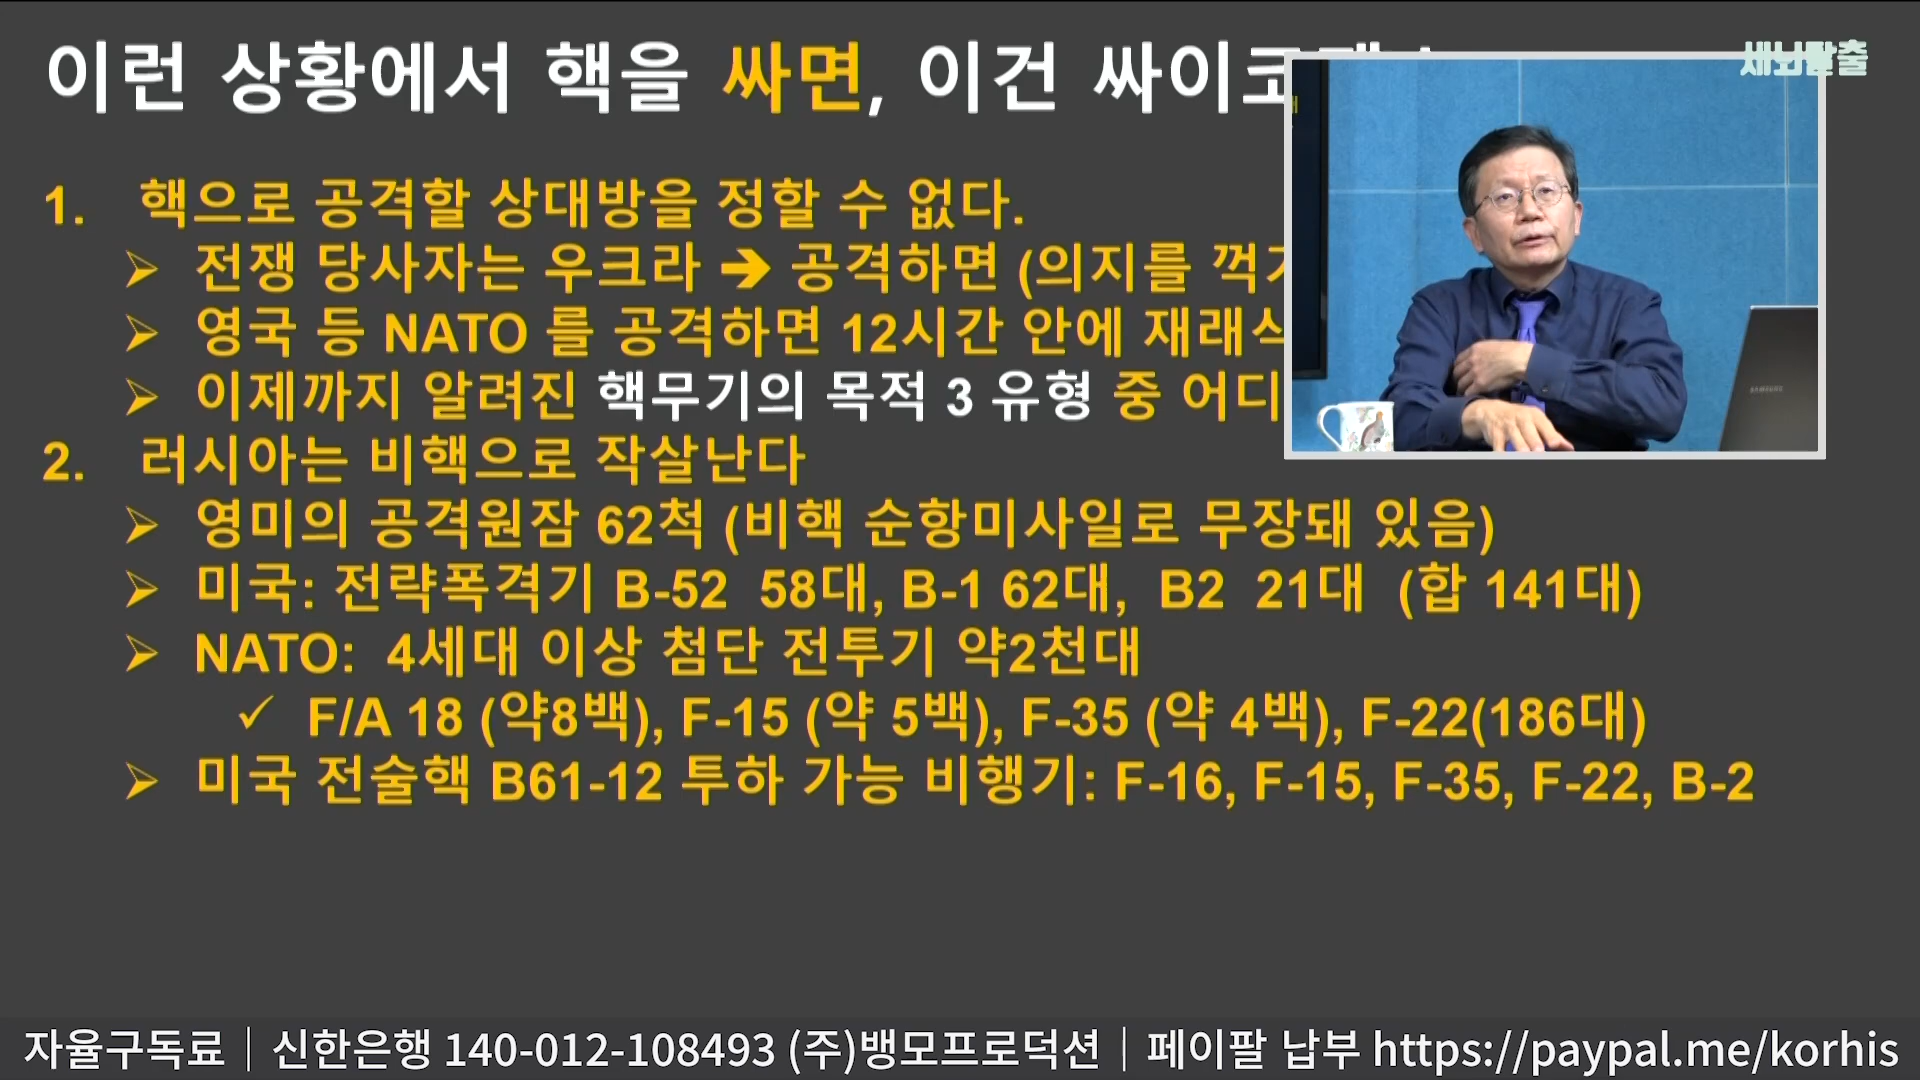 이런 상황에서 핵을 싸면, 이건
세뇌탈출
1. 핵으로 공격할 상대방을 정할 수 없다.
➢ 전쟁 당사자는 우크라 ➔ 공격하면 (의지를
➢ 영국 등 NATO 를 공격하면 12시간 안에
➢ 이제까지 알려진 핵무기의 목적 3 유형 중
2. 러시아는 비핵으로 작살난다
➢ 영미의 공격원잠 62척 (비핵 순항미사일로 무장돼 있음)
➢ 미국: 전략폭격기 B-52 58대, B-1 62대, B2 21대 (합 141대)
➢ NATO: 4세대 이상 첨단 전투기 약2천대
✓ F/A 18 (약8백), F-15 (약 5백), F-35 (약 4백), F-22(186대)
➢ 미국 전술핵 B61-12 투하 가능 비행기: F-16, F-15, F-35, F-22, B-2
SAMSUNG
자율구독료｜신한은행 140-012-108493 (주)뱅모프로덕션｜페이팔 납부 https://paypal.me/korhis